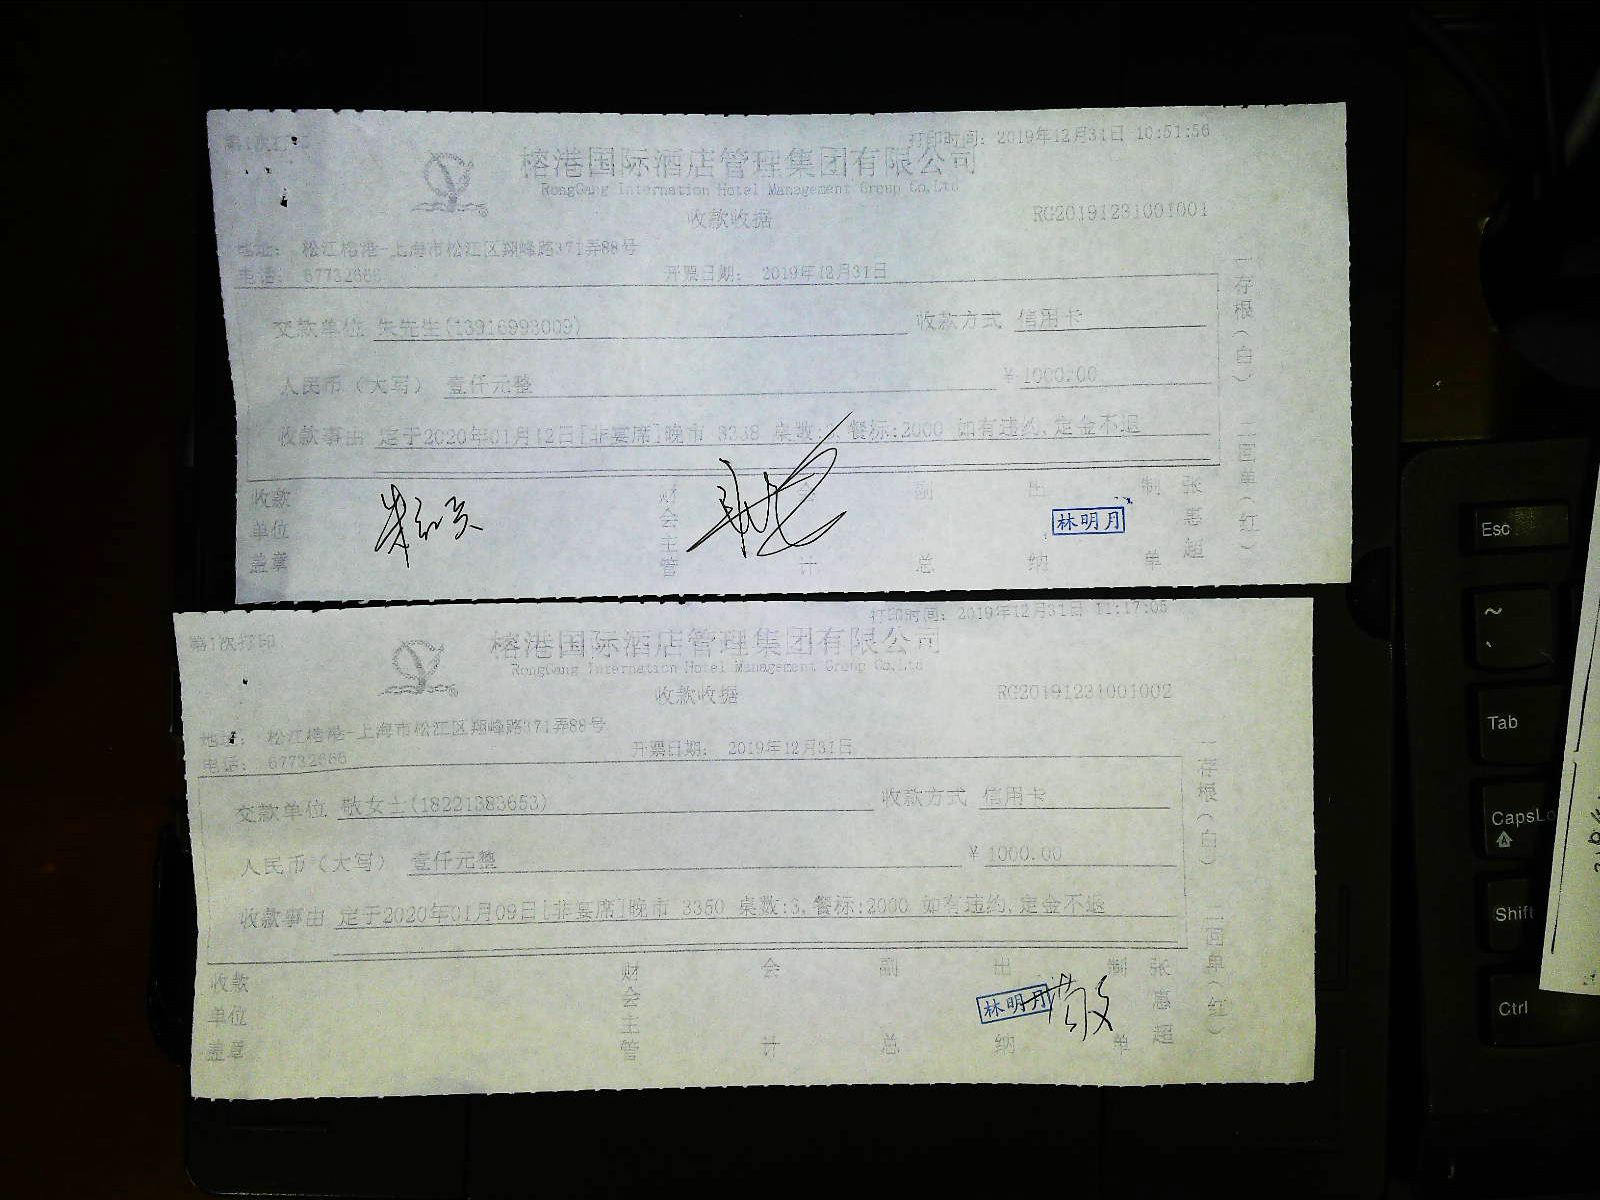 第1次打
打印时间: 2019年12月31日 10:51:56
榕港国际酒店管理集团有限公司
RongGang Internation Hotel Management Group Co,Ltd
收款收据
RG20191231001001
地址: 松江榕港-上海市松江区翔峰路371弄88号
电话: 67732666
开票日期: 2019年12月31日
交款单位 朱先生(13916993009) 收款方式 信用卡
人民币（大写） 壹仟元整 ¥ 1000.00
收款事由 定于2020年01月12日[非宴席]晚市 3338 桌数:3,餐标:2000 如有违约,定金不退
收款单位盖章 财会主管 会计 副总 出纳 林明月 制单 张惠超
一存根(白) 二回单(红)
第1次打印
打印时间: 2019年12月31日 11:17:05
榕港国际酒店管理集团有限公司
RongGang Internation Hotel Management Group Co,Ltd
收款收据
RG20191231001002
地址: 松江榕港-上海市松江区翔峰路371弄88号
电话: 67732666
开票日期: 2019年12月31日
交款单位 敬女士(18221383653) 收款方式 信用卡
人民币（大写） 壹仟元整 ¥ 1000.00
收款事由 定于2020年01月09日[非宴席]晚市 3350 桌数:3,餐标:2000 如有违约,定金不退
收款单位盖章 财会主管 会计 副总 出纳 林明月 制单 张惠超
一存根(白) 二回单(红)
Esc
~
Tab
CapsLo
Shift
Ctrl